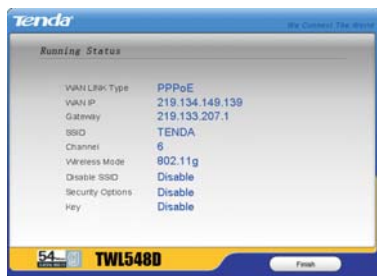 Tenda
We Connect The World
Running Status
WAN LINK Type PPPoE
WAN IP 219.134.149.139
Gateway 219.133.207.1
SSID TENDA
Channel 6
Wireless Mode 802.11g
Disable SSID Disable
Security Options Disable
Key Disable
54
TWL548D
Finish